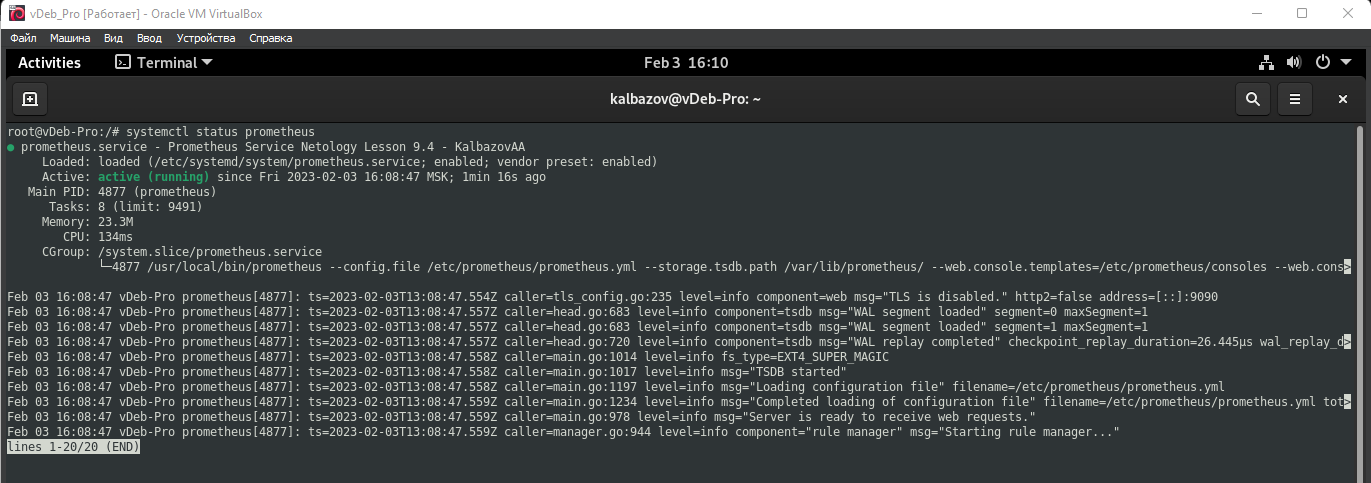 vDeb_Pro [Работает] - Oracle VM VirtualBox
Файл Машина Вид Ввод Устройства Справка
Activities Terminal Feb 3 16:10
kalbazov@vDeb-Pro: ~
root@vDeb-Pro:/# systemctl status prometheus
● prometheus.service - Prometheus Service Netology Lesson 9.4 - KalbazovAA
Loaded: loaded (/etc/systemd/system/prometheus.service; enabled; vendor preset: enabled)
Active: active (running) since Fri 2023-02-03 16:08:47 MSK; 1min 16s ago
Main PID: 4877 (prometheus)
Tasks: 8 (limit: 9491)
Memory: 23.3M
CPU: 134ms
CGroup: /system.slice/prometheus.service
└─4877 /usr/local/bin/prometheus --config.file /etc/prometheus/prometheus.yml --storage.tsdb.path /var/lib/prometheus/ --web.console.templates=/etc/prometheus/consoles --web.cons>
Feb 03 16:08:47 vDeb-Pro prometheus[4877]: ts=2023-02-03T13:08:47.554Z caller=tls_config.go:235 level=info component=web msg="TLS is disabled." http2=false address=[::]:9090
Feb 03 16:08:47 vDeb-Pro prometheus[4877]: ts=2023-02-03T13:08:47.557Z caller=head.go:683 level=info component=tsdb msg="WAL segment loaded" segment=0 maxSegment=1
Feb 03 16:08:47 vDeb-Pro prometheus[4877]: ts=2023-02-03T13:08:47.557Z caller=head.go:683 level=info component=tsdb msg="WAL segment loaded" segment=1 maxSegment=1
Feb 03 16:08:47 vDeb-Pro prometheus[4877]: ts=2023-02-03T13:08:47.557Z caller=head.go:720 level=info component=tsdb msg="WAL replay completed" checkpoint_replay_duration=26.445µs wal_replay_d>
Feb 03 16:08:47 vDeb-Pro prometheus[4877]: ts=2023-02-03T13:08:47.558Z caller=main.go:1014 level=info fs_type=EXT4_SUPER_MAGIC
Feb 03 16:08:47 vDeb-Pro prometheus[4877]: ts=2023-02-03T13:08:47.558Z caller=main.go:1017 level=info msg="TSDB started"
Feb 03 16:08:47 vDeb-Pro prometheus[4877]: ts=2023-02-03T13:08:47.558Z caller=main.go:1197 level=info msg="Loading configuration file" filename=/etc/prometheus/prometheus.yml
Feb 03 16:08:47 vDeb-Pro prometheus[4877]: ts=2023-02-03T13:08:47.559Z caller=main.go:1234 level=info msg="Completed loading of configuration file" filename=/etc/prometheus/prometheus.yml tot>
Feb 03 16:08:47 vDeb-Pro prometheus[4877]: ts=2023-02-03T13:08:47.559Z caller=main.go:978 level=info msg="Server is ready to receive web requests."
Feb 03 16:08:47 vDeb-Pro prometheus[4877]: ts=2023-02-03T13:08:47.559Z caller=manager.go:944 level=info component="rule manager" msg="Starting rule manager..."
lines 1-20/20 (END)